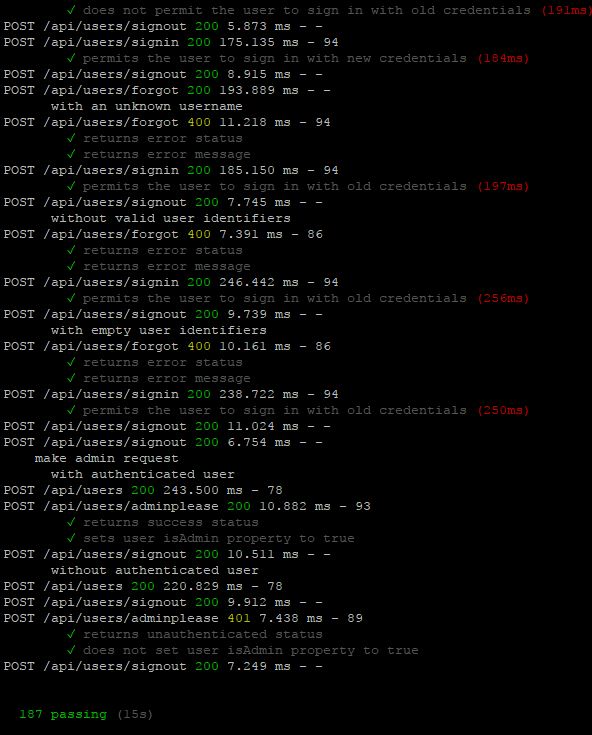 ✓ does not permit the user to sign in with old credentials (191ms)
POST /api/users/signout 200 5.873 ms - -
POST /api/users/signin 200 175.135 ms - 94
✓ permits the user to sign in with new credentials (184ms)
POST /api/users/signout 200 8.915 ms - -
POST /api/users/forgot 200 193.889 ms - -
with an unknown username
POST /api/users/forgot 400 11.218 ms - 94
✓ returns error status
✓ returns error message
POST /api/users/signin 200 185.150 ms - 94
✓ permits the user to sign in with old credentials (197ms)
POST /api/users/signout 200 7.745 ms - -
without valid user identifiers
POST /api/users/forgot 400 7.391 ms - 86
✓ returns error status
✓ returns error message
POST /api/users/signin 200 246.442 ms - 94
✓ permits the user to sign in with old credentials (256ms)
POST /api/users/signout 200 9.739 ms - -
with empty user identifiers
POST /api/users/forgot 400 10.161 ms - 86
✓ returns error status
✓ returns error message
POST /api/users/signin 200 238.722 ms - 94
✓ permits the user to sign in with old credentials (250ms)
POST /api/users/signout 200 11.024 ms - -
POST /api/users/signout 200 6.754 ms - -
make admin request
with authenticated user
POST /api/users 200 243.500 ms - 78
POST /api/users/adminplease 200 10.882 ms - 93
✓ returns success status
✓ sets user isAdmin property to true
POST /api/users/signout 200 10.511 ms - -
without authenticated user
POST /api/users 200 220.829 ms - 78
POST /api/users/signout 200 9.912 ms - -
POST /api/users/adminplease 401 7.438 ms - 89
✓ returns unauthenticated status
✓ does not set user isAdmin property to true
POST /api/users/signout 200 7.249 ms - -
187 passing (15s)